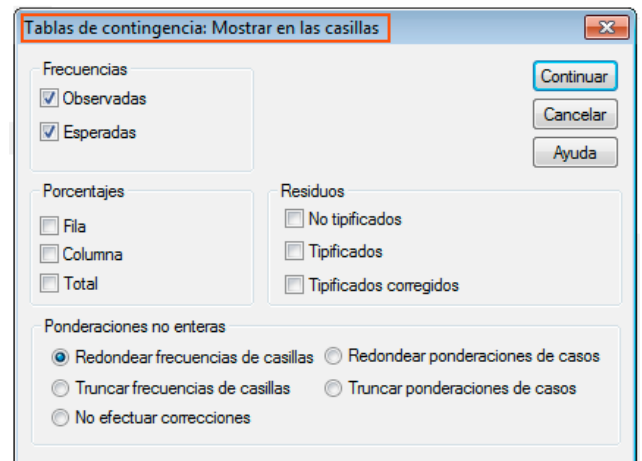 Tablas de contingencia: Mostrar en las casillas
Frecuencias
Observadas
Esperadas
Continuar
Cancelar
Ayuda
Porcentajes
Fila
Columna
Total
Residuos
No tipificados
Tipificados
Tipificados corregidos
Ponderaciones no enteras
Redondear frecuencias de casillas
Redondear ponderaciones de casos
Truncar frecuencias de casillas
Truncar ponderaciones de casos
No efectuar correcciones